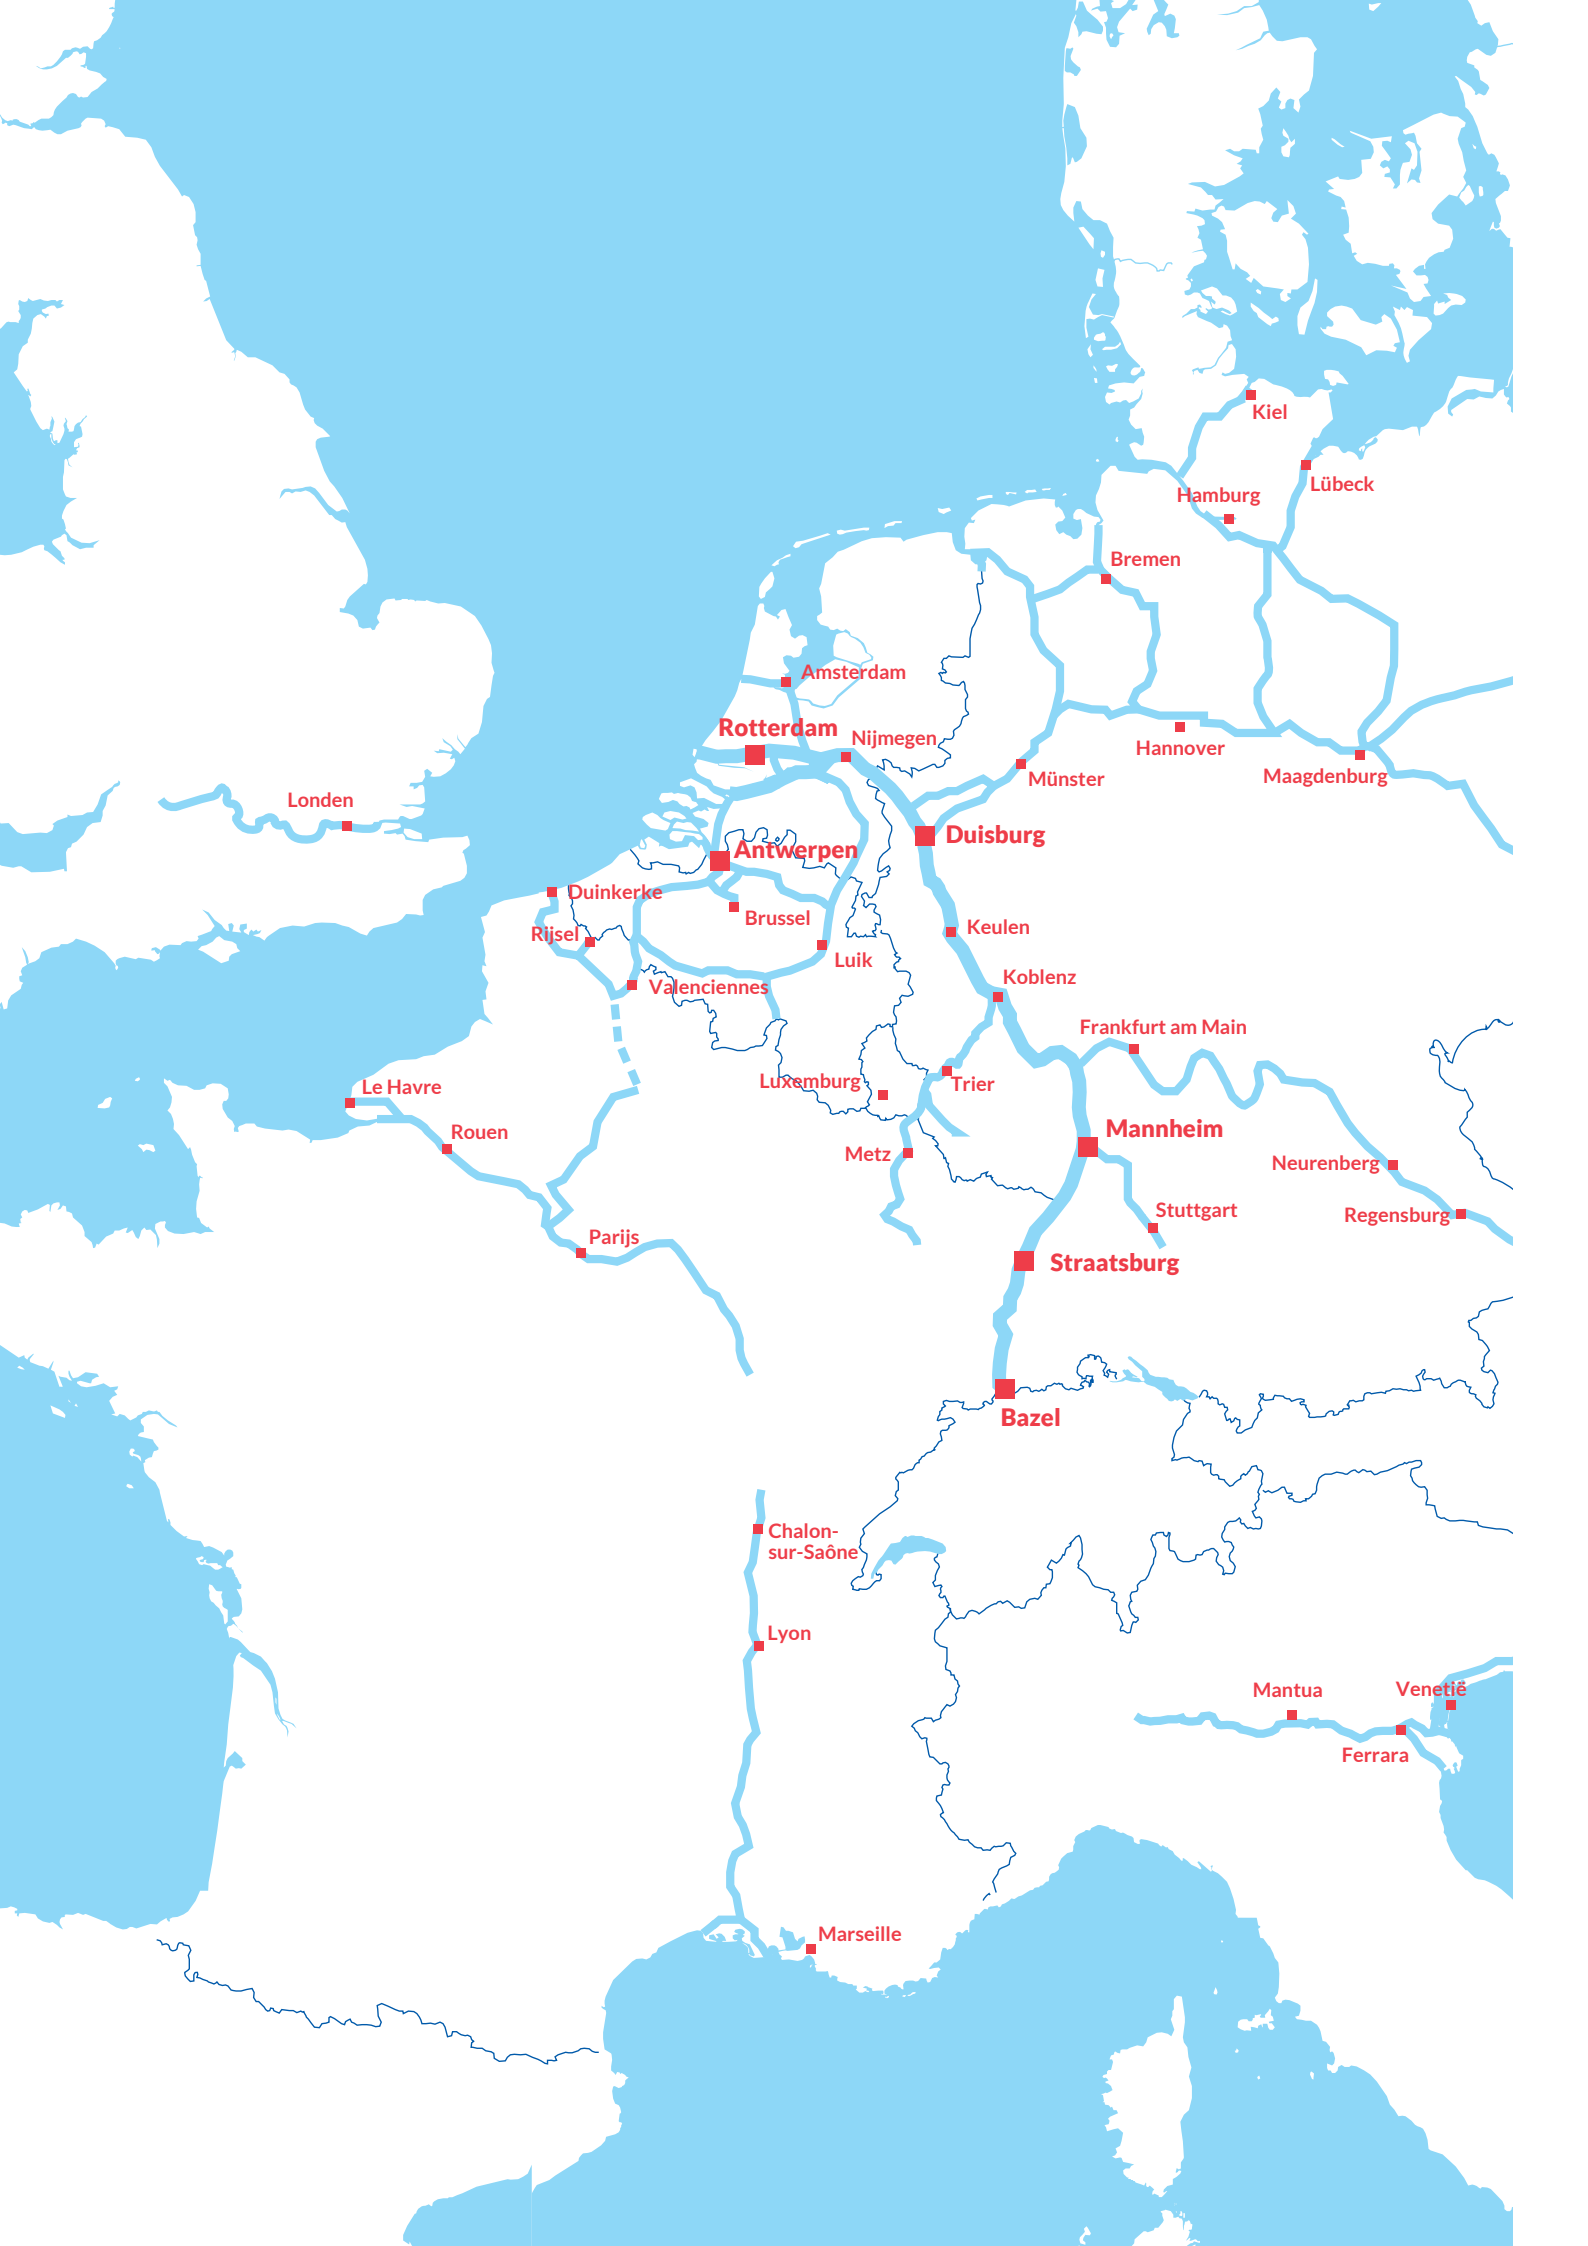 Kiel
Lübeck
Hamburg
Bremen
Amsterdam
Rotterdam
Nijmegen
Hannover
Münster
Maagdenburg
Londen
Duisburg
Antwerpen
Duinkerke
Brussel
Keulen
Rijsel
Luik
Koblenz
Valenciennes
Frankfurt am Main
Luxemburg
Trier
Le Havre
Rouen
Mannheim
Metz
Neurenberg
Stuttgart
Regensburg
Parijs
Straatsburg
Bazel
Chalon-
sur-Saône
Lyon
Mantua
Venetië
Ferrara
Marseille